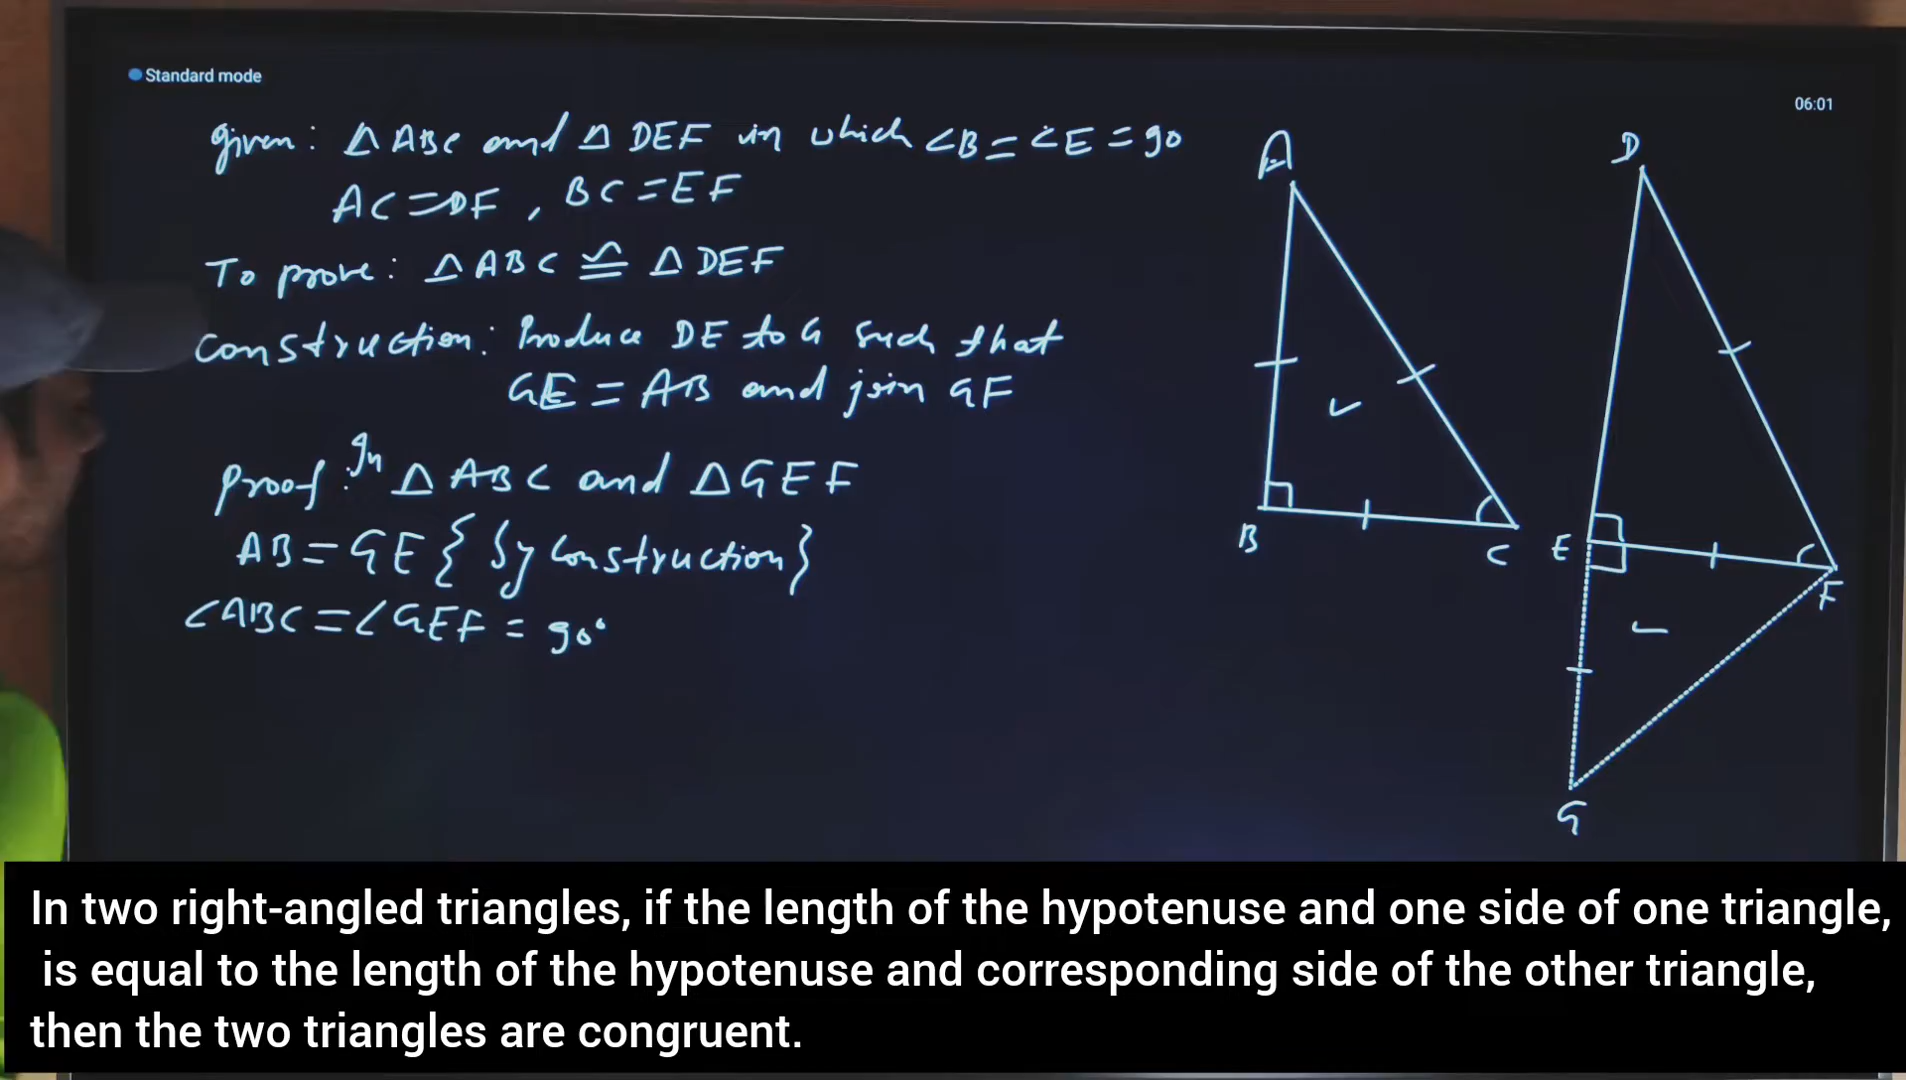 Standard mode
06:01
given: △ ABC and △ DEF in which ∠B = ∠E = 90
AC = DF, BC = EF
To prove: △ ABC ≅ △ DEF
Construction: Produce DE to G such that
GE = AB and join GF
Proof: In △ ABC and △ GEF
AB = GE { by construction }
∠ABC = ∠GEF = 90°
A
B
C
D
E
F
G
In two right-angled triangles, if the length of the hypotenuse and one side of one triangle,
is equal to the length of the hypotenuse and corresponding side of the other triangle,
then the two triangles are congruent.